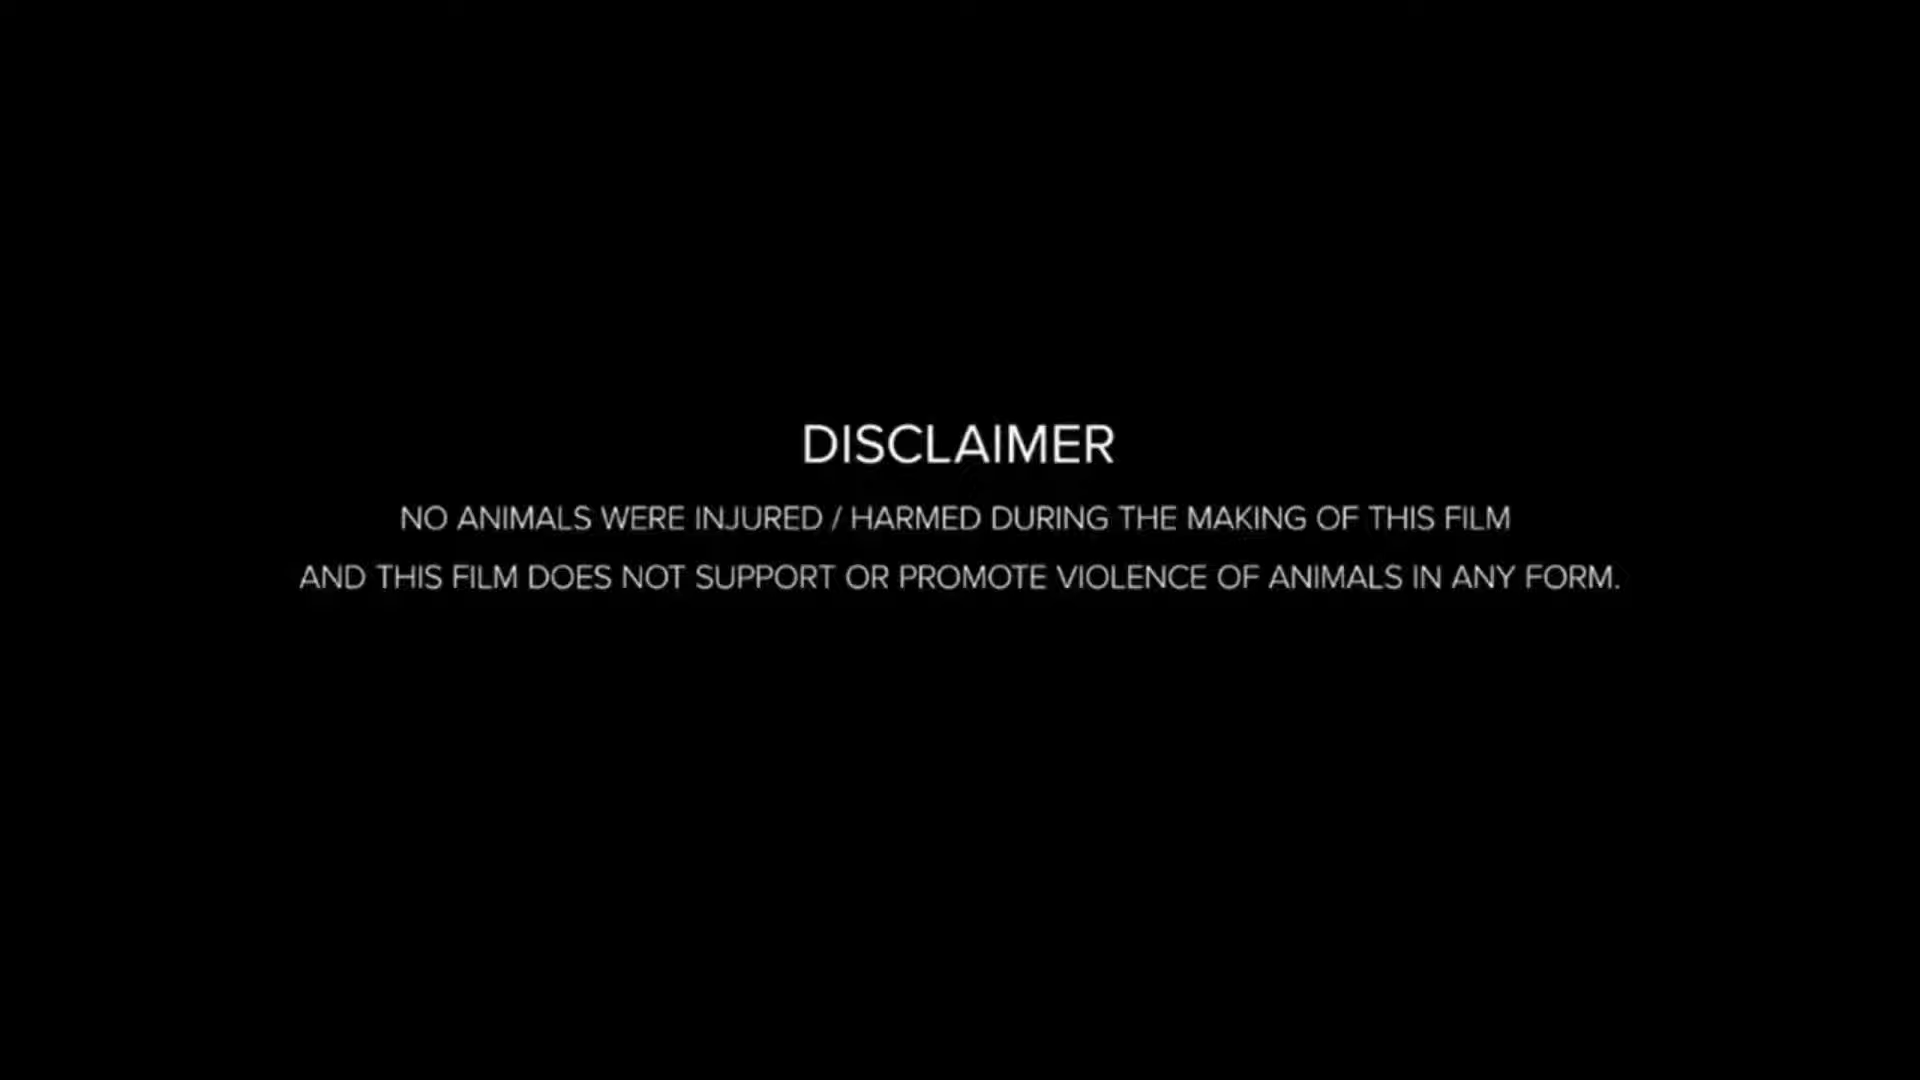 DISCLAIMER
NO ANIMALS WERE INJURED / HARMED DURING THE MAKING OF THIS FILM
AND THIS FILM DOES NOT SUPPORT OR PROMOTE VIOLENCE OF ANIMALS IN ANY FORM.